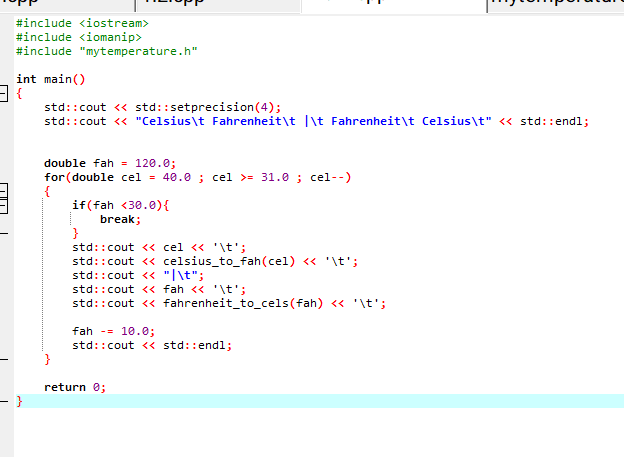 #include <iostream>
#include <iomanip>
#include "mytemperature.h"
int main()
{
    std::cout << std::setprecision(4);
    std::cout << "Celsius\t Fahrenheit\t |\t Fahrenheit\t Celsius\t" << std::endl;
    double fah = 120.0;
    for(double cel = 40.0 ; cel >= 31.0 ; cel--)
    {
        if(fah <30.0){
            break;
        }
        std::cout << cel << '\t';
        std::cout << celsius_to_fah(cel) << '\t';
        std::cout << "|\t";
        std::cout << fah << '\t';
        std::cout << fahrenheit_to_cels(fah) << '\t';
        fah -= 10.0;
        std::cout << std::endl;
    }
    return 0;
}